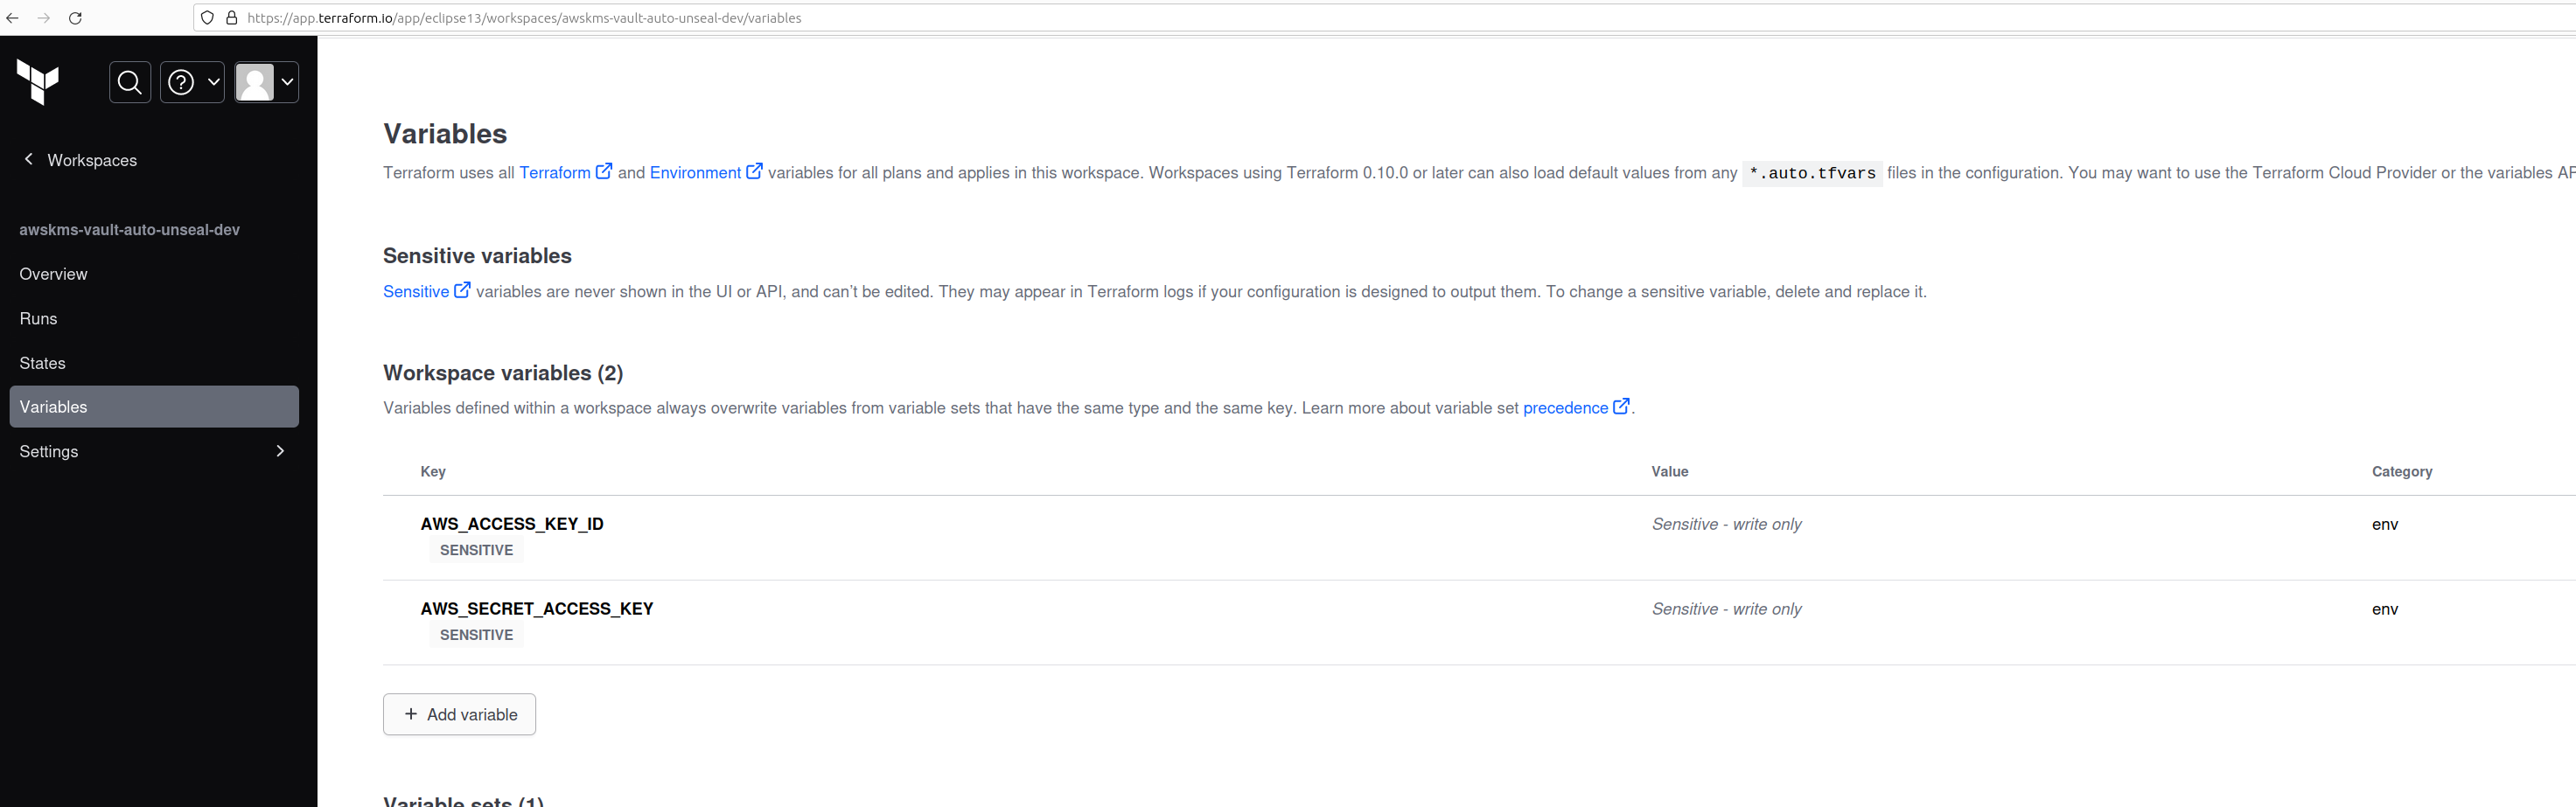 https://app.terraform.io/app/eclipse13/workspaces/awskms-vault-auto-unseal-dev/variables
Workspaces
awskms-vault-auto-unseal-dev
Overview
Runs
States
Variables
Settings
Variables
Terraform uses all Terraform and Environment variables for all plans and applies in this workspace. Workspaces using Terraform 0.10.0 or later can also load default values from any *.auto.tfvars files in the configuration. You may want to use the Terraform Cloud Provider or the variables AP
Sensitive variables
Sensitive variables are never shown in the UI or API, and can't be edited. They may appear in Terraform logs if your configuration is designed to output them. To change a sensitive variable, delete and replace it.
Workspace variables (2)
Variables defined within a workspace always overwrite variables from variable sets that have the same type and the same key. Learn more about variable set precedence.
Key Value Category
AWS_ACCESS_KEY_ID Sensitive - write only env
SENSITIVE
AWS_SECRET_ACCESS_KEY Sensitive - write only env
SENSITIVE
+ Add variable
Variable sets (1)